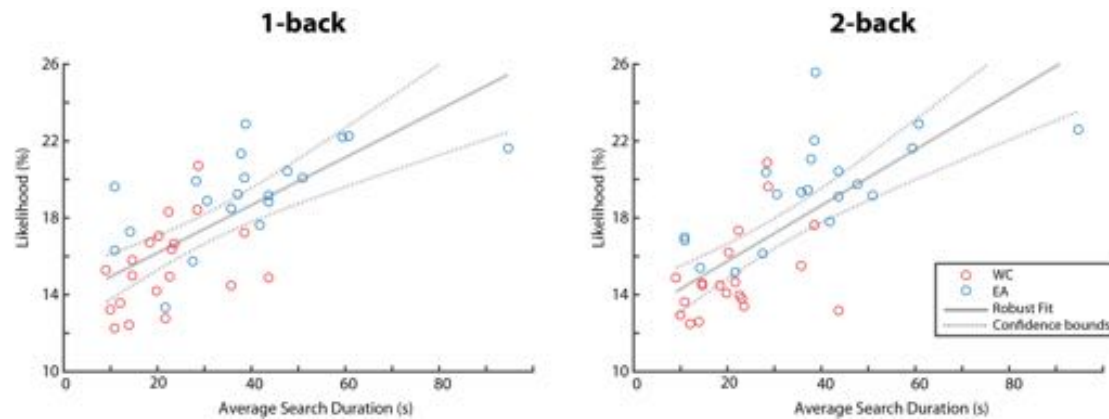 1-back
2-back
Likelihood (%)
26
22
18
14
10
0
20
40
60
80
Average Search Duration (s)
Likelihood (%)
26
22
18
14
10
0
20
40
60
80
Average Search Duration (s)
WC
EA
Robust Fit
Confidence bounds